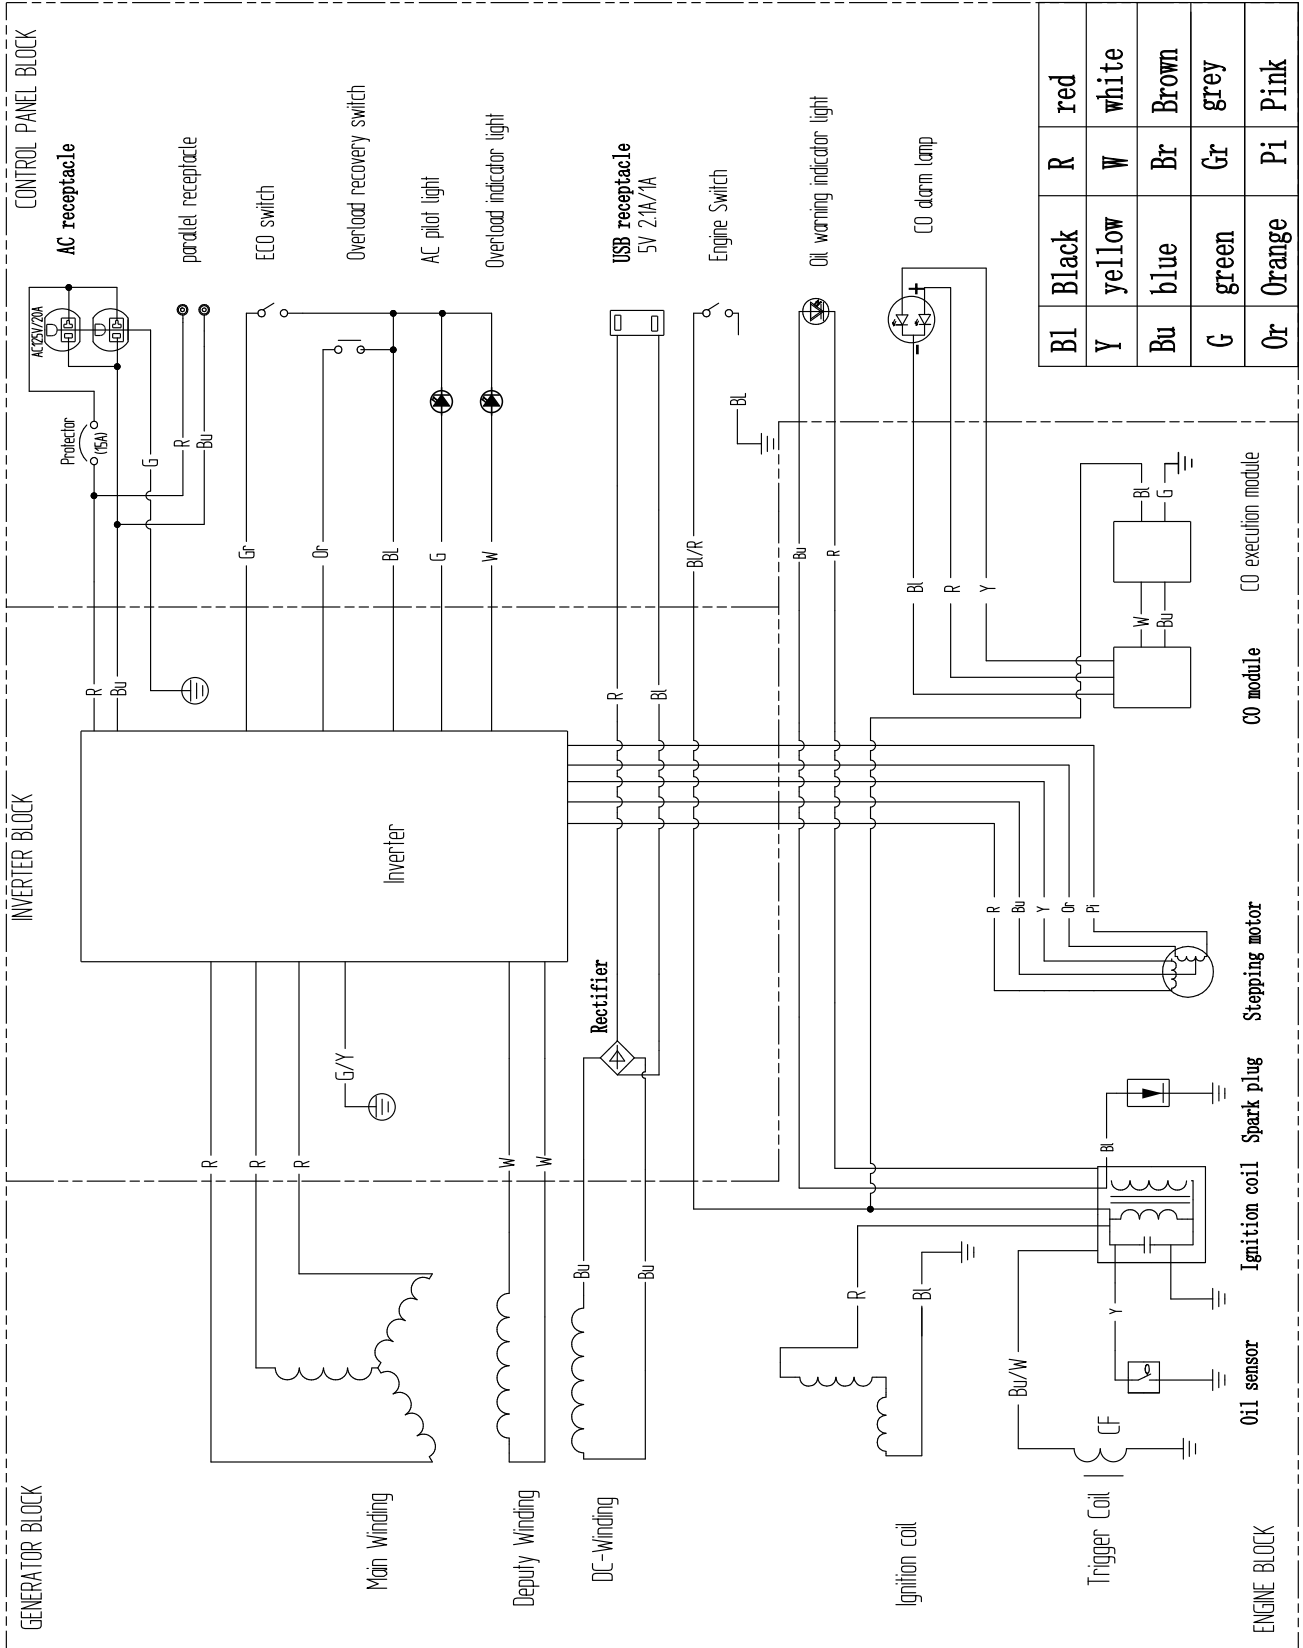 GENERATOR BLOCK
INVERTER BLOCK
CONTROL PANEL BLOCK
AC receptacle
AC125V/20A
Protector
(15A)
R
Bu
R
Bu
G
parallel receptacle
ECO switch
Gr
Overload recovery switch
Or
BL
AC pilot light
G
Overload indicator light
W
Inverter
R
R
R
G/Y
W
W
Main Winding
Deputy Winding
DC-Winding
Bu
Bu
Rectifier
R
Bl
USB receptacle
5V 2.1A/1A
Engine Switch
Bl/R
BL
Oil warning indicator light
Bu
R
CO alarm lamp
+
-
Bl
R
Y
Ignition coil
R
Bl
Trigger Coil
CF
Bu/W
Y
Bl
R
Bu
Y
Or
Pi
W
Bu
Bl
G
Oil sensor
Ignition coil
Spark plug
Stepping motor
CO module
CO execution module
ENGINE BLOCK
Bl Black R red
Y yellow W white
Bu blue Br Brown
G green Gr grey
Or Orange Pi Pink